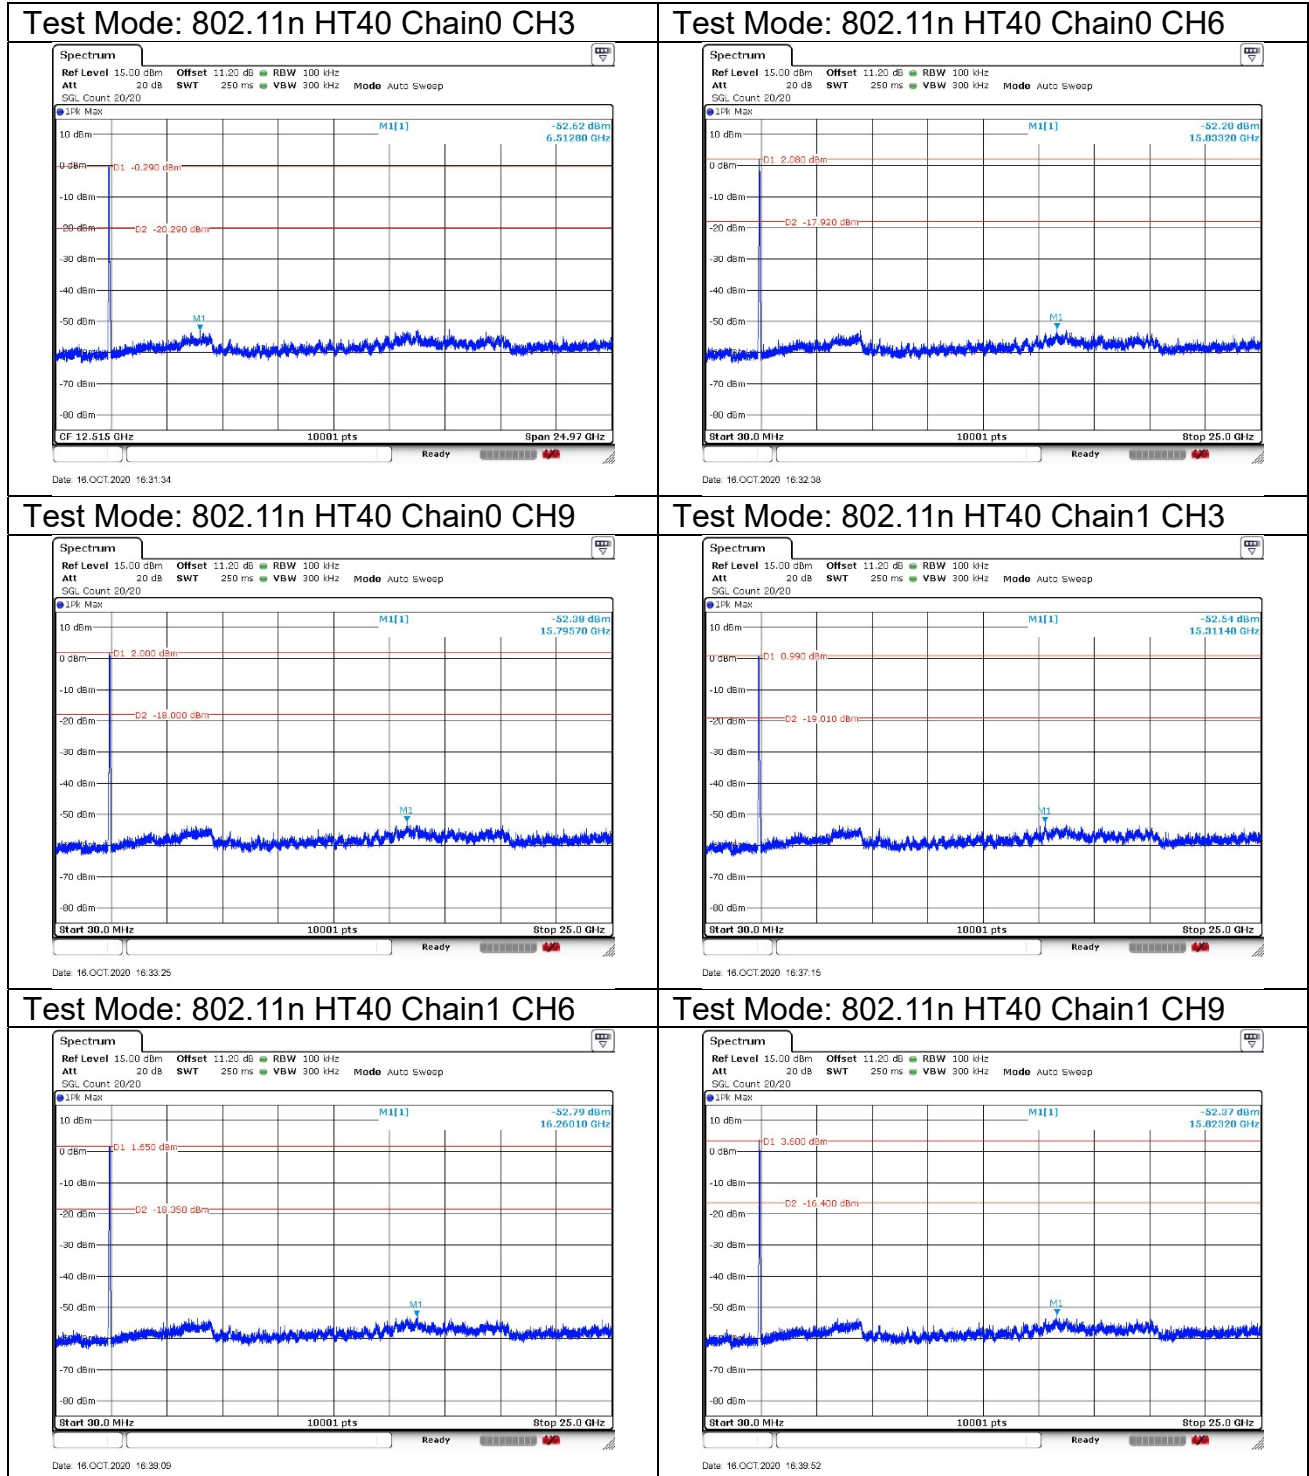 Test Mode: 802.11n HT40 Chain0 CH3
Spectrum
Ref Level 15.00 dBm Offset 11.20 dB RBW 100 kHz
Att 20 dB SWT 250 ms VBW 300 kHz Mode Auto Sweep
SGL Count 20/20
1Pk Max
M1[1] -52.62 dBm
6.51280 GHz
10 dBm
0 dBm
D1 -0.290 dBm
-10 dBm
-20 dBm
D2 -20.290 dBm
-30 dBm
-40 dBm
-50 dBm
M1
-70 dBm
-80 dBm
CF 12.515 GHz 10001 pts Span 24.97 GHz
Ready
Date: 16.OCT.2020 16:31:34
Test Mode: 802.11n HT40 Chain0 CH6
Spectrum
Ref Level 15.00 dBm Offset 11.20 dB RBW 100 kHz
Att 20 dB SWT 250 ms VBW 300 kHz Mode Auto Sweep
SGL Count 20/20
1Pk Max
M1[1] -52.20 dBm
15.83320 GHz
10 dBm
D1 2.080 dBm
0 dBm
-10 dBm
D2 -17.920 dBm
-20 dBm
-30 dBm
-40 dBm
-50 dBm
M1
-70 dBm
-80 dBm
Start 30.0 MHz 10001 pts Stop 25.0 GHz
Ready
Date: 16.OCT.2020 16:32:38
Test Mode: 802.11n HT40 Chain0 CH9
Spectrum
Ref Level 15.00 dBm Offset 11.20 dB RBW 100 kHz
Att 20 dB SWT 250 ms VBW 300 kHz Mode Auto Sweep
SGL Count 20/20
1Pk Max
M1[1] -52.38 dBm
15.79570 GHz
10 dBm
D1 2.000 dBm
0 dBm
-10 dBm
D2 -18.000 dBm
-20 dBm
-30 dBm
-40 dBm
-50 dBm
M1
-70 dBm
-80 dBm
Start 30.0 MHz 10001 pts Stop 25.0 GHz
Ready
Date: 16.OCT.2020 16:33:25
Test Mode: 802.11n HT40 Chain1 CH3
Spectrum
Ref Level 15.00 dBm Offset 11.20 dB RBW 100 kHz
Att 20 dB SWT 250 ms VBW 300 kHz Mode Auto Sweep
SGL Count 20/20
1Pk Max
M1[1] -52.54 dBm
15.31140 GHz
10 dBm
D1 0.990 dBm
0 dBm
-10 dBm
D2 -19.010 dBm
-20 dBm
-30 dBm
-40 dBm
-50 dBm
M1
-70 dBm
-80 dBm
Start 30.0 MHz 10001 pts Stop 25.0 GHz
Ready
Date: 16.OCT.2020 16:37:15
Test Mode: 802.11n HT40 Chain1 CH6
Spectrum
Ref Level 15.00 dBm Offset 11.20 dB RBW 100 kHz
Att 20 dB SWT 250 ms VBW 300 kHz Mode Auto Sweep
SGL Count 20/20
1Pk Max
M1[1] -52.79 dBm
16.26010 GHz
10 dBm
D1 1.650 dBm
0 dBm
-10 dBm
D2 -18.350 dBm
-20 dBm
-30 dBm
-40 dBm
-50 dBm
M1
-70 dBm
-80 dBm
Start 30.0 MHz 10001 pts Stop 25.0 GHz
Ready
Date: 16.OCT.2020 16:39:09
Test Mode: 802.11n HT40 Chain1 CH9
Spectrum
Ref Level 15.00 dBm Offset 11.20 dB RBW 100 kHz
Att 20 dB SWT 250 ms VBW 300 kHz Mode Auto Sweep
SGL Count 20/20
1Pk Max
M1[1] -52.37 dBm
15.82320 GHz
10 dBm
D1 3.600 dBm
0 dBm
-10 dBm
D2 -16.400 dBm
-20 dBm
-30 dBm
-40 dBm
-50 dBm
M1
-70 dBm
-80 dBm
Start 30.0 MHz 10001 pts Stop 25.0 GHz
Ready
Date: 16.OCT.2020 16:39:52